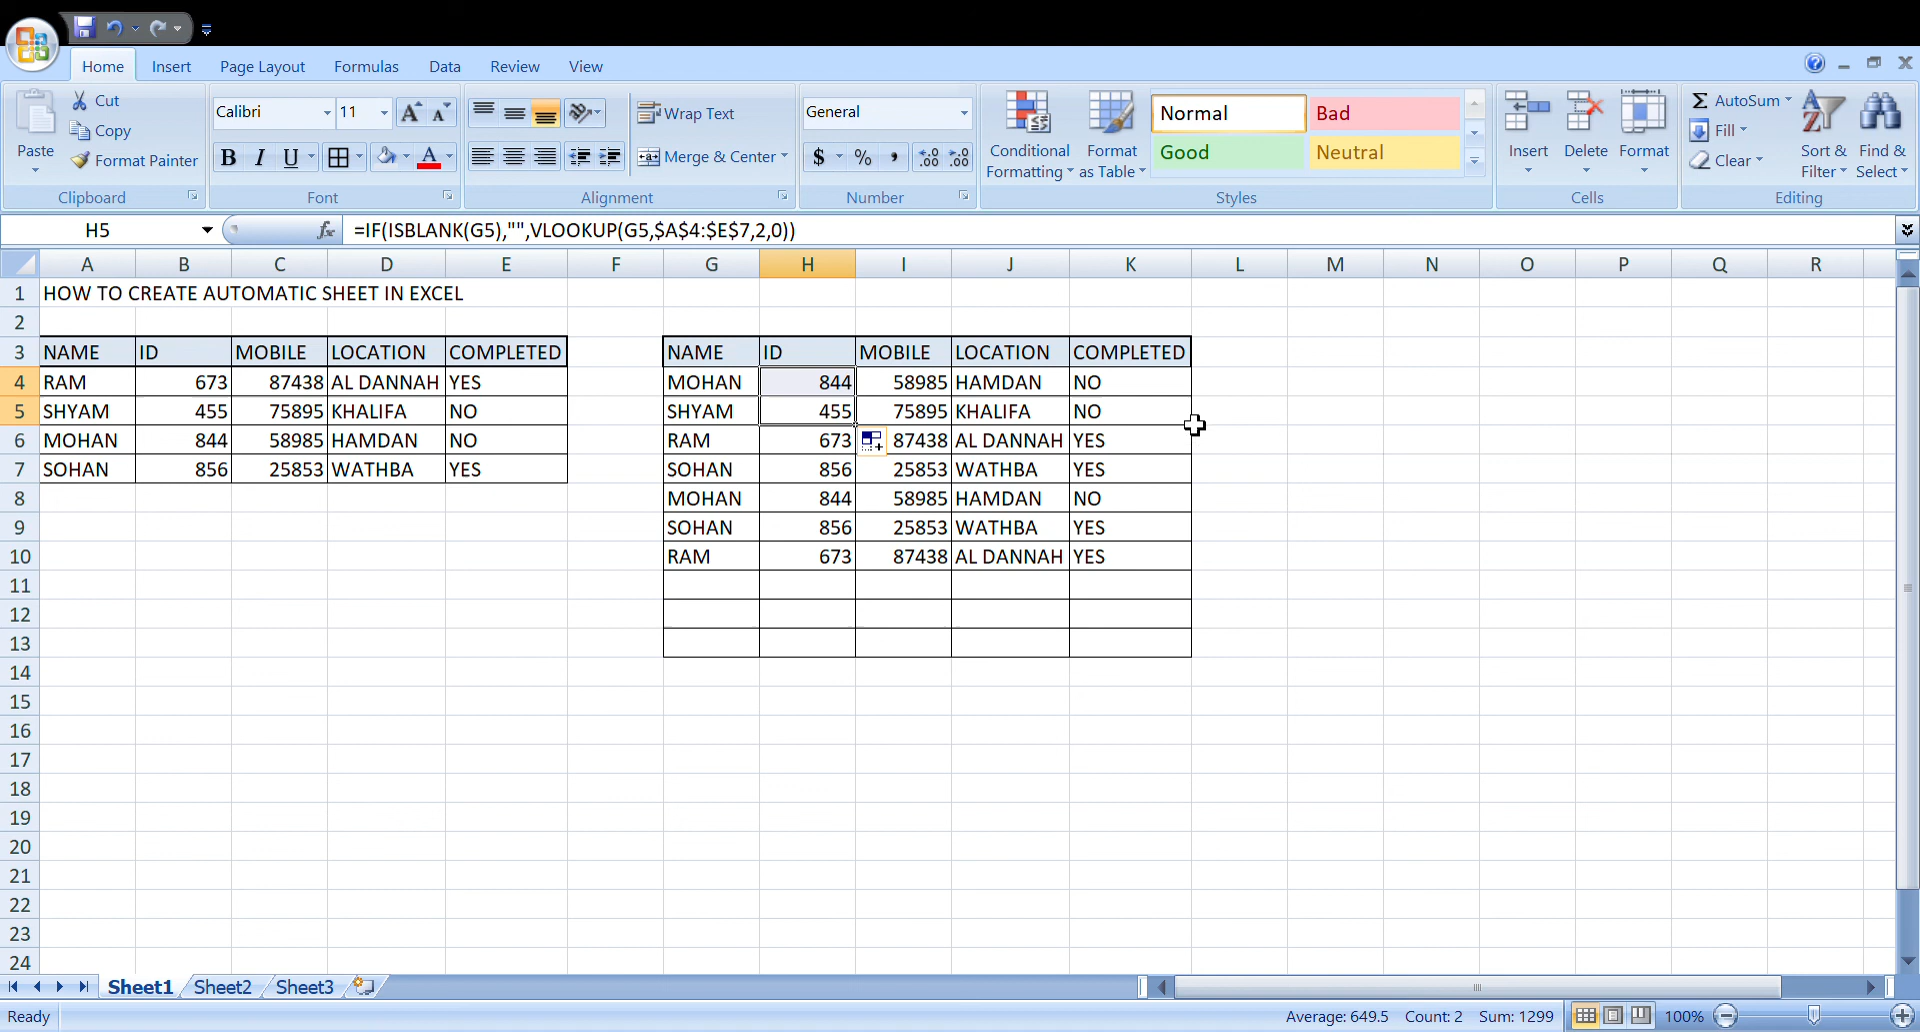 Home Insert Page Layout Formulas Data Review View
Paste
Cut
Copy
Format Painter
Clipboard
Calibri 11
B I U
Font
Wrap Text
Merge & Center
Alignment
General
$ % ,
Number
Conditional Formatting
Format as Table
Normal Bad
Good Neutral
Styles
Insert Delete Format
Cells
Σ AutoSum
Fill
Clear
Sort & Filter
Find & Select
Editing
H5 fx =IF(ISBLANK(G5),"",VLOOKUP(G5,$A$4:$E$7,2,0))
A B C D E F G H I J K L M N O P Q R
1 HOW TO CREATE AUTOMATIC SHEET IN EXCEL
2
3 NAME ID MOBILE LOCATION COMPLETED NAME ID MOBILE LOCATION COMPLETED
4 RAM 673 87438 AL DANNAH YES MOHAN 844 58985 HAMDAN NO
5 SHYAM 455 75895 KHALIFA NO SHYAM 455 75895 KHALIFA NO
6 MOHAN 844 58985 HAMDAN NO RAM 673 87438 AL DANNAH YES
7 SOHAN 856 25853 WATHBA YES SOHAN 856 25853 WATHBA YES
8 MOHAN 844 58985 HAMDAN NO
9 SOHAN 856 25853 WATHBA YES
10 RAM 673 87438 AL DANNAH YES
11
12
13
14
15
16
17
18
19
20
21
22
23
24
Sheet1 Sheet2 Sheet3
Ready Average: 649.5 Count: 2 Sum: 1299 100%